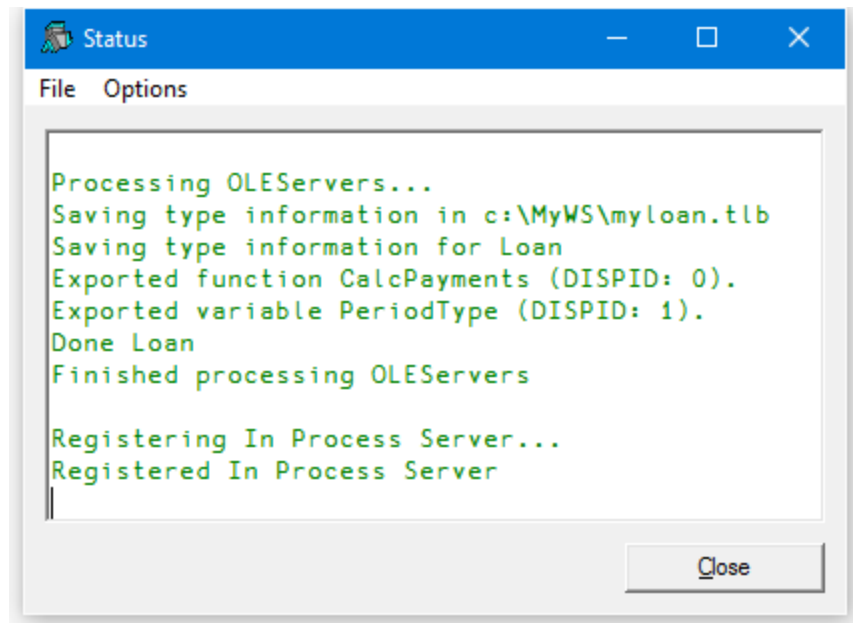 Status
File Options
Processing OLEServers...
Saving type information in c:\MyWS\myloan.tlb
Saving type information for Loan
Exported function CalcPayments (DISPID: 0).
Exported variable PeriodType (DISPID: 1).
Done Loan
Finished processing OLEServers
Registering In Process Server...
Registered In Process Server
Close